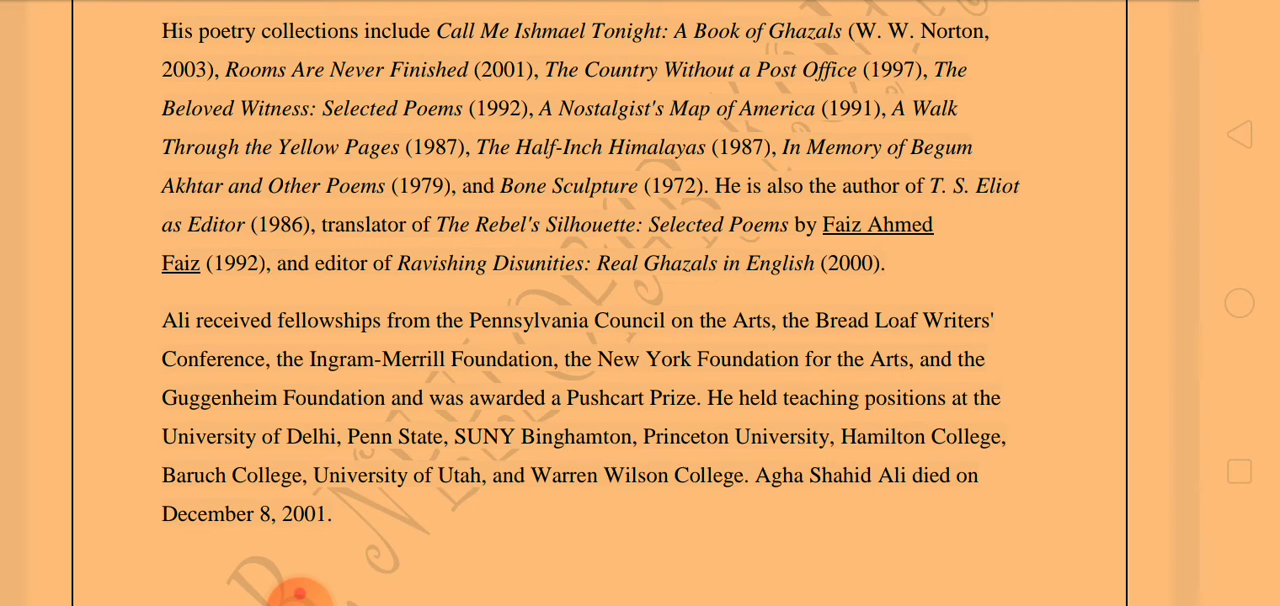 His poetry collections include Call Me Ishmael Tonight: A Book of Ghazals (W. W. Norton,
2003), Rooms Are Never Finished (2001), The Country Without a Post Office (1997), The
Beloved Witness: Selected Poems (1992), A Nostalgist's Map of America (1991), A Walk
Through the Yellow Pages (1987), The Half-Inch Himalayas (1987), In Memory of Begum
Akhtar and Other Poems (1979), and Bone Sculpture (1972). He is also the author of T. S. Eliot
as Editor (1986), translator of The Rebel's Silhouette: Selected Poems by Faiz Ahmed
Faiz (1992), and editor of Ravishing Disunities: Real Ghazals in English (2000).
Ali received fellowships from the Pennsylvania Council on the Arts, the Bread Loaf Writers'
Conference, the Ingram-Merrill Foundation, the New York Foundation for the Arts, and the
Guggenheim Foundation and was awarded a Pushcart Prize. He held teaching positions at the
University of Delhi, Penn State, SUNY Binghamton, Princeton University, Hamilton College,
Baruch College, University of Utah, and Warren Wilson College. Agha Shahid Ali died on
December 8, 2001.